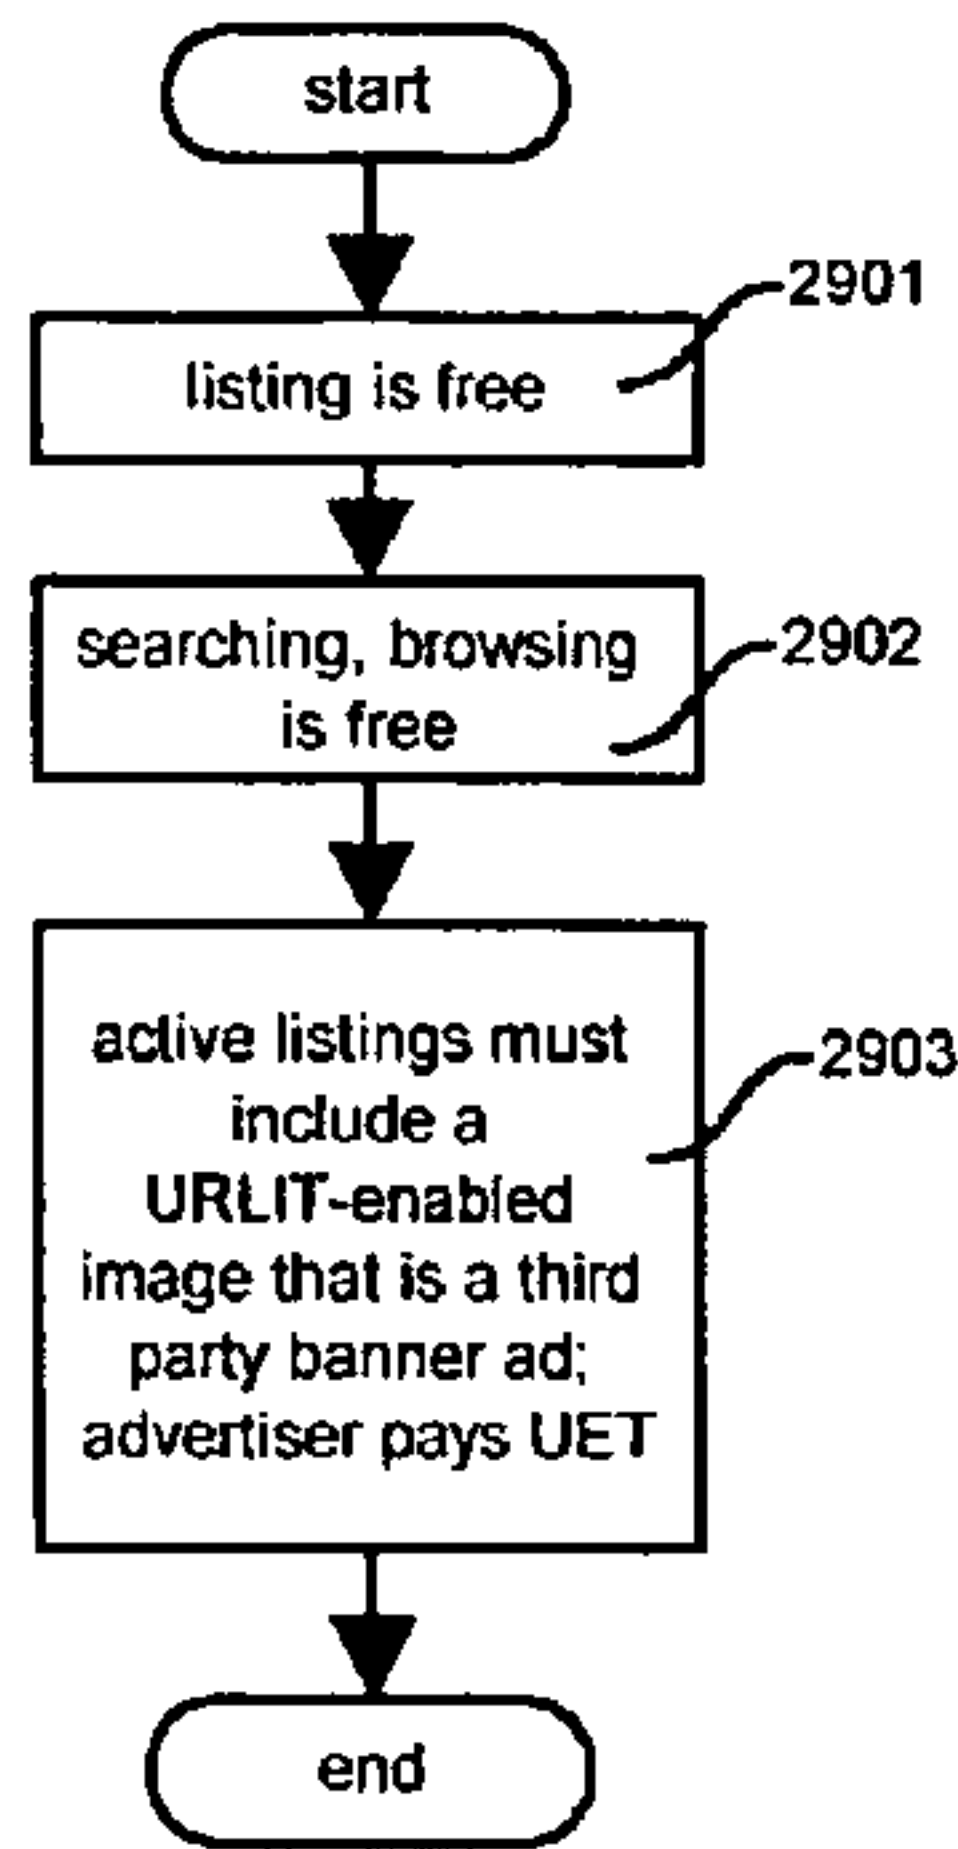 start
2901
listing is free
searching, browsing
is free
2902
active listings must
include a
URLIT-enabled
image that is a third
party banner ad;
advertiser pays UET
2903
end